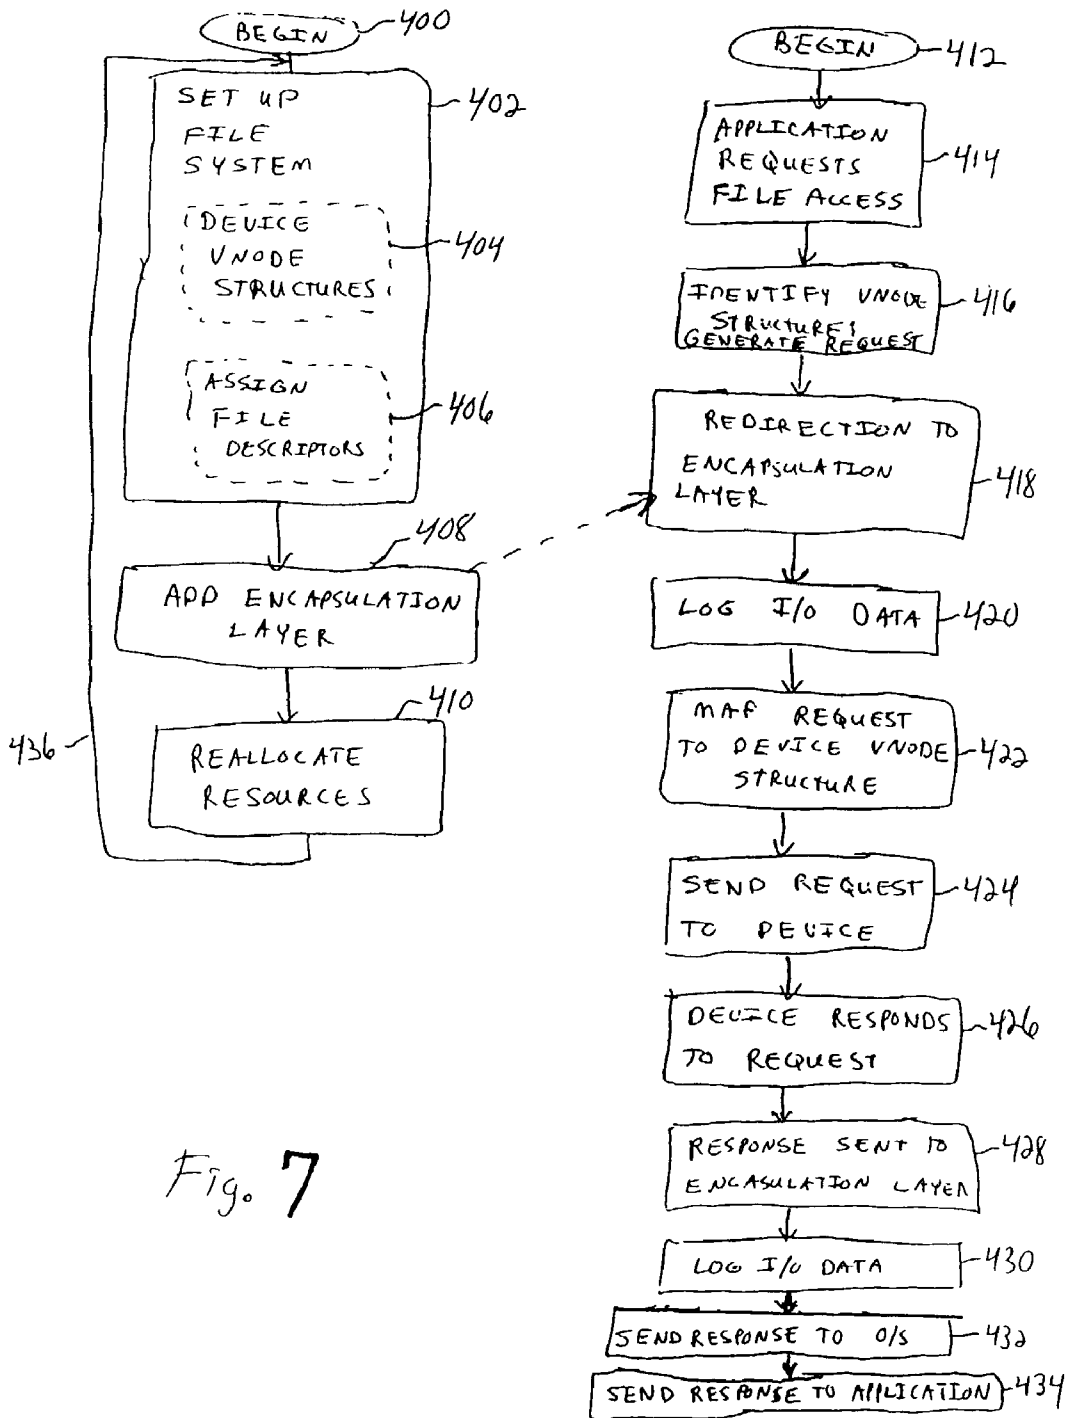 BEGIN
400
SET UP
FILE
SYSTEM
402
DEVICE
VNODE
STRUCTURES
404
ASSIGN
FILE
DESCRIPTORS
406
408
ADD ENCAPSULATION
LAYER
410
REALLOCATE
RESOURCES
436
Fig. 7
BEGIN
412
APPLICATION
REQUESTS
FILE ACCESS
414
IDENTIFY VNODE
STRUCTURE;
GENERATE REQUEST
416
REDIRECTION TO
ENCAPSULATION
LAYER
418
LOG I/O DATA
420
MAP REQUEST
TO DEVICE VNODE
STRUCTURE
422
SEND REQUEST
TO DEVICE
424
DEVICE RESPONDS
TO REQUEST
426
RESPONSE SENT TO
ENCASULATION LAYER
428
LOG I/O DATA
430
SEND RESPONSE TO O/S
432
SEND RESPONSE TO APPLICATION
434